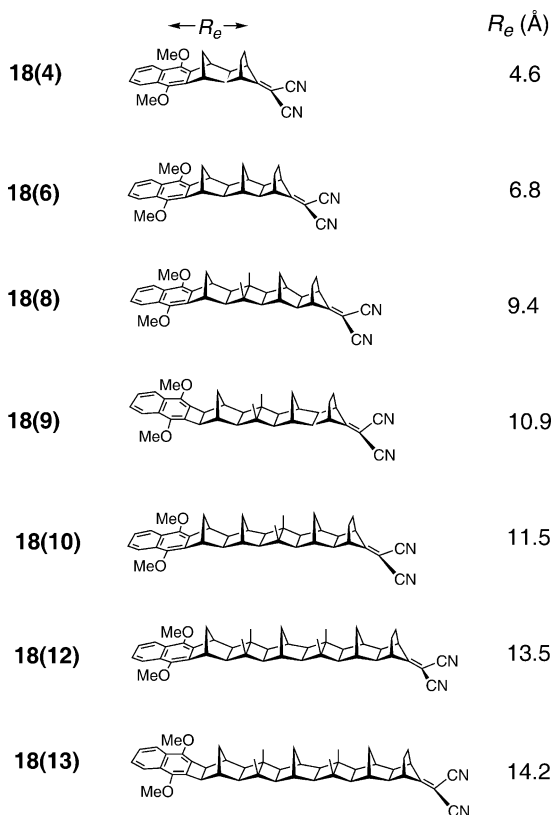 ← R_e → R_e (Å)
MeO
18(4) 4.6
CN
MeO
CN
MeO
18(6) 6.8
CN
MeO
CN
MeO
18(8) 9.4
CN
MeO
CN
MeO
18(9) 10.9
CN
MeO
CN
MeO
18(10) 11.5
CN
MeO
CN
MeO
18(12) 13.5
CN
MeO
CN
MeO
18(13) 14.2
CN
MeO
CN